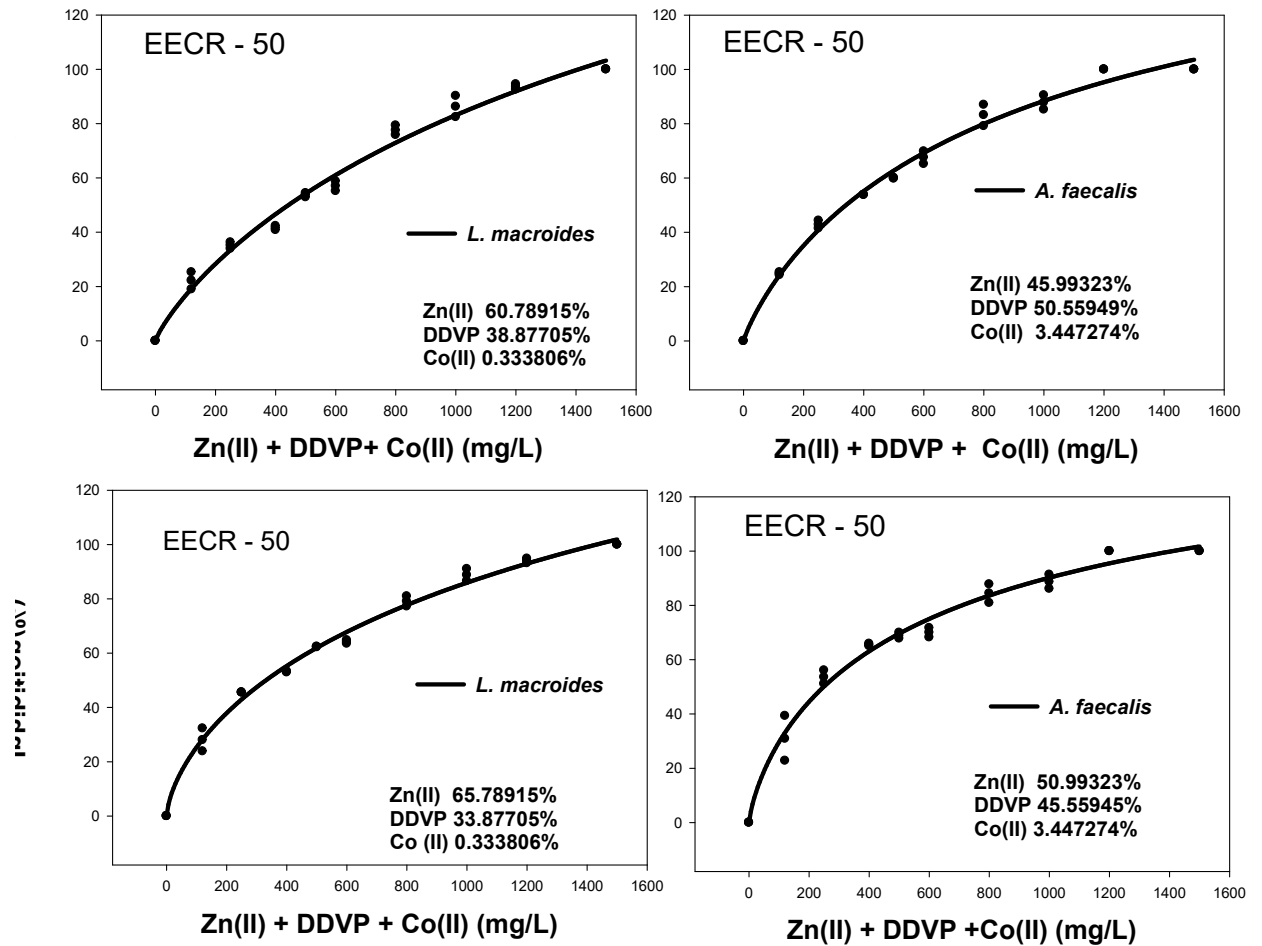 120
100
80
60
40
20
0
EECR - 50
L. macroides
Zn(II) 60.78915%
DDVP 38.87705%
Co(II) 0.333806%
0 200 400 600 800 1000 1200 1400 1600
Zn(II) + DDVP+ Co(II) (mg/L)
120
100
80
60
40
20
0
EECR - 50
A. faecalis
Zn(II) 45.99323%
DDVP 50.55949%
Co(II) 3.447274%
0 200 400 600 800 1000 1200 1400 1600
Zn(II) + DDVP + Co(II) (mg/L)
120
100
80
60
40
20
0
EECR - 50
L. macroides
Zn(II) 65.78915%
DDVP 33.87705%
Co (II) 0.333806%
0 200 400 600 800 1000 1200 1400 1600
Zn(II) + DDVP + Co(II) (mg/L)
120
100
80
60
40
20
0
EECR - 50
A. faecalis
Zn(II) 50.99323%
DDVP 45.55945%
Co(II) 3.447274%
0 200 400 600 800 1000 1200 1400 1600
Zn(II) + DDVP +Co(II) (mg/L)